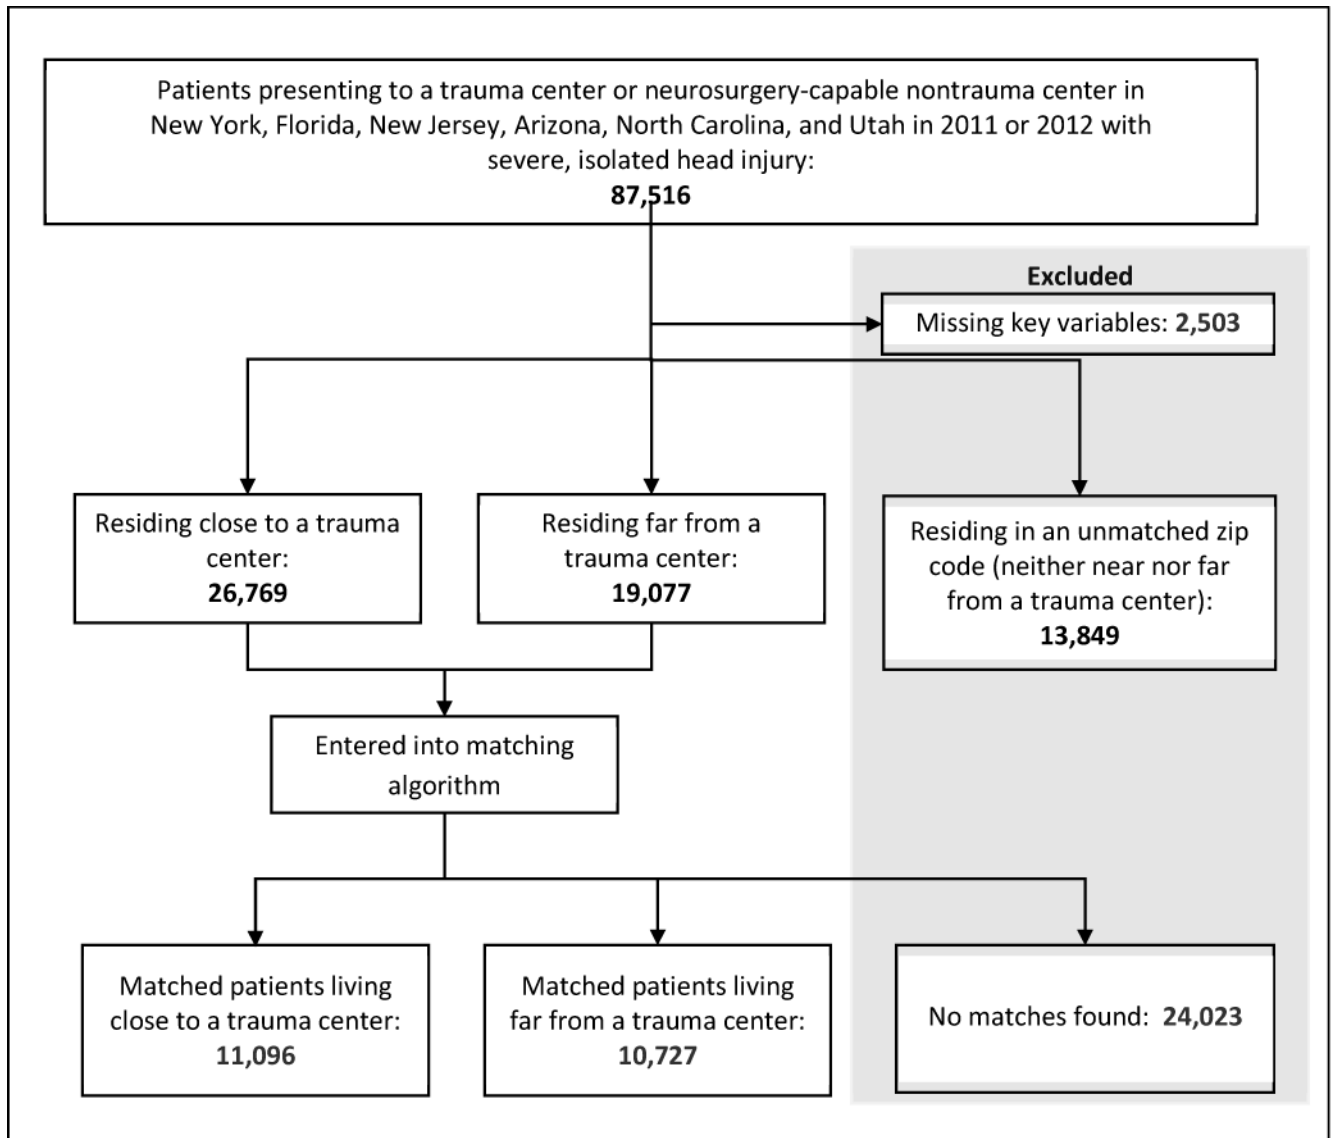 Patients presenting to a trauma center or neurosurgery-capable nontrauma center in
New York, Florida, New Jersey, Arizona, North Carolina, and Utah in 2011 or 2012 with
severe, isolated head injury:
87,516
Excluded
Missing key variables: 2,503
Residing close to a trauma
center:
26,769
Residing far from a
trauma center:
19,077
Residing in an unmatched zip
code (neither near nor far
from a trauma center):
13,849
Entered into matching
algorithm
Matched patients living
close to a trauma center:
11,096
Matched patients living
far from a trauma center:
10,727
No matches found: 24,023